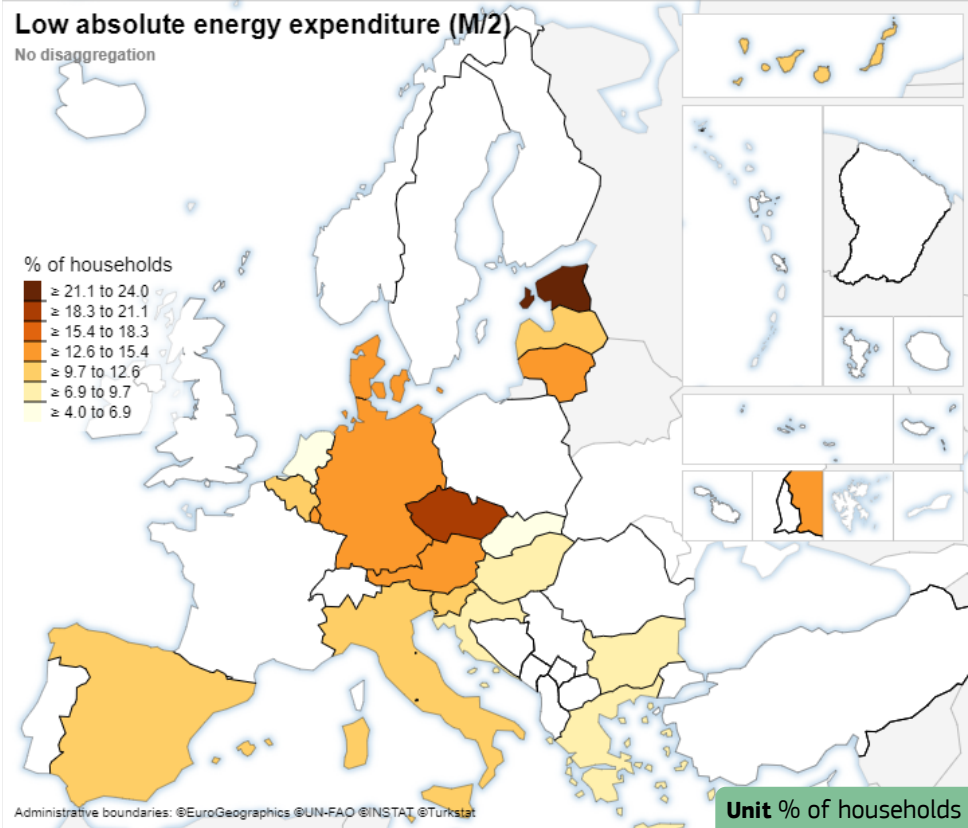 Low absolute energy expenditure (M/2)
No disaggregation
% of households
≥ 21.1 to 24.0
≥ 18.3 to 21.1
≥ 15.4 to 18.3
≥ 12.6 to 15.4
≥ 9.7 to 12.6
≥ 6.9 to 9.7
≥ 4.0 to 6.9
Administrative boundaries: ©EuroGeographics ©UN-FAO ©INSTAT ©Turkstat
Unit % of households